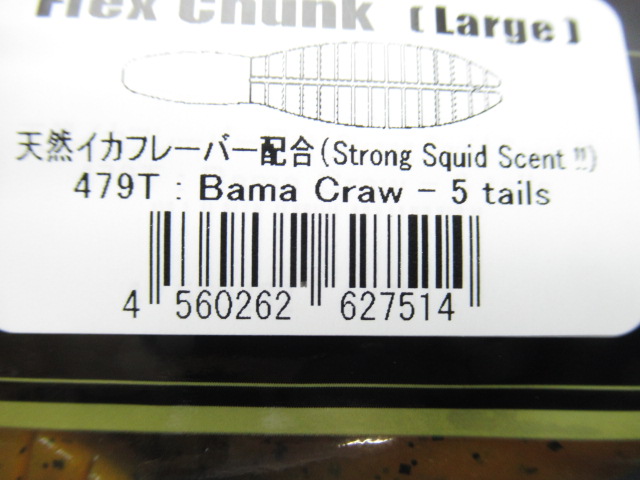 Flex Chunk (Large)
天然イカフレーバー配合(Strong Squid Scent!!)
479T : Bama Craw - 5 tails
4 560262 627514